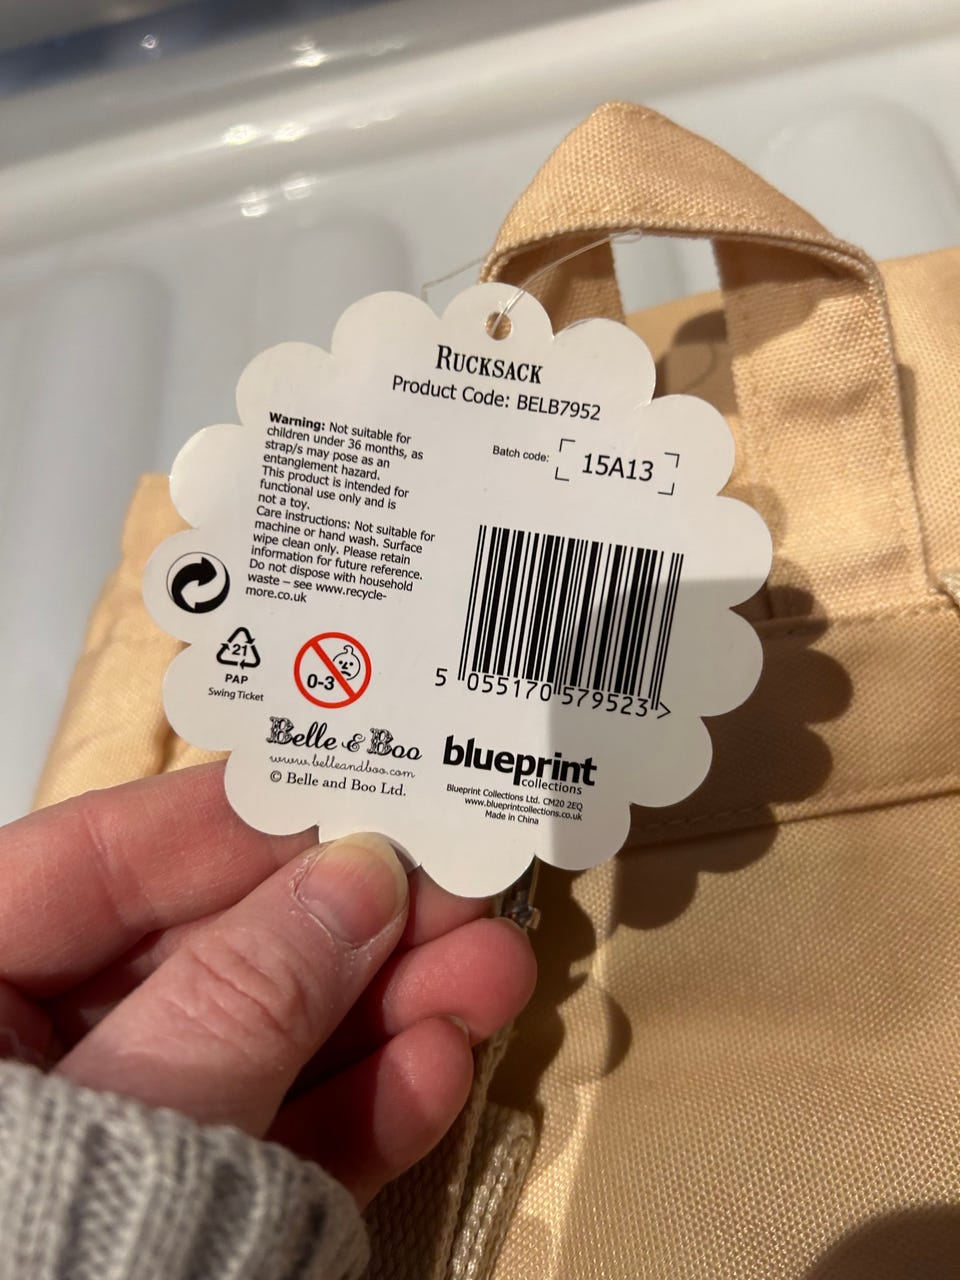 RUCKSACK
Product Code: BELB7952
Warning: Not suitable for
children under 36 months, as
strap/s may pose as an
entanglement hazard.
This product is intended for
functional use only and is
not a toy.
Care instructions: Not suitable for
machine or hand wash. Surface
wipe clean only. Please retain
information for future reference.
Do not dispose with household
waste – see www.recycle-
more.co.uk
Batch code: 15A13
5 055170 579523 >
21
PAP
Swing Ticket
0-3
Belle & Boo
www.belleandboo.com
© Belle and Boo Ltd.
blueprint
collections
Blueprint Collections Ltd. CM20 2EQ
www.blueprintcollections.co.uk
Made in China